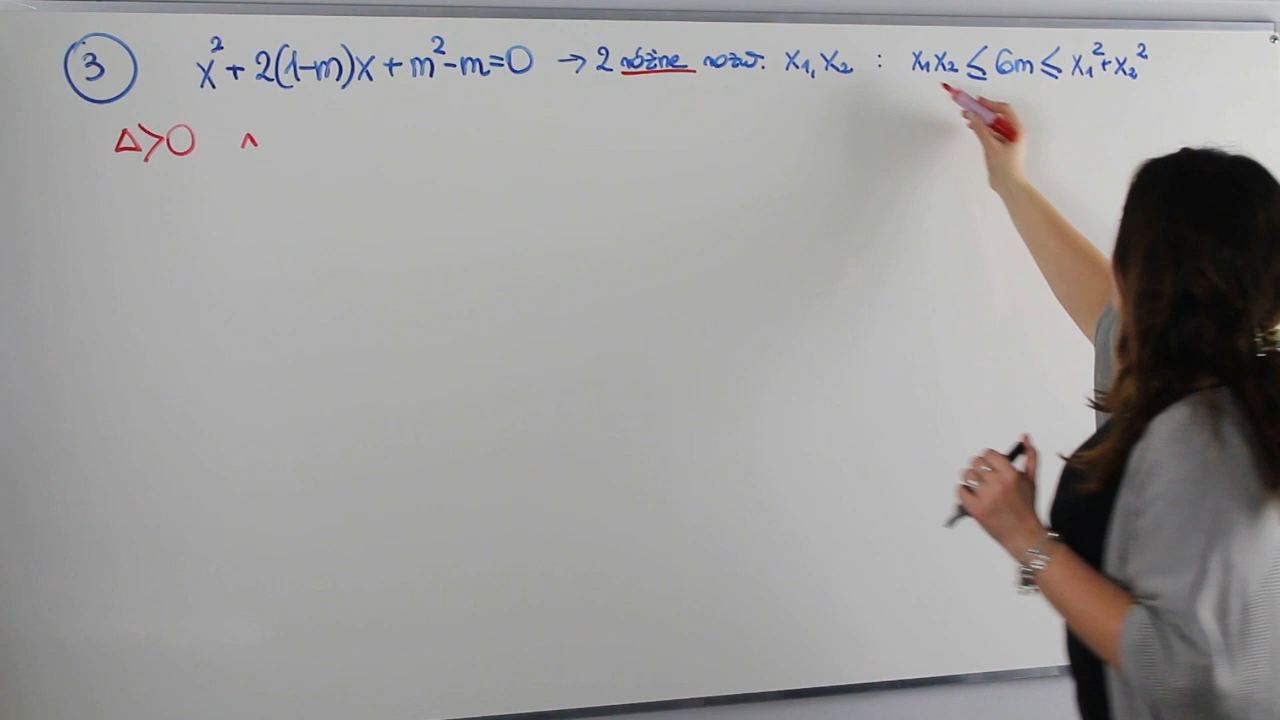 3 x² + 2(1-m)x + m² - m = 0 → 2 różne rozw. x₁, x₂ : x₁x₂ ≤ 6m ≤ x₁² + x₂²
Δ>0 ∧